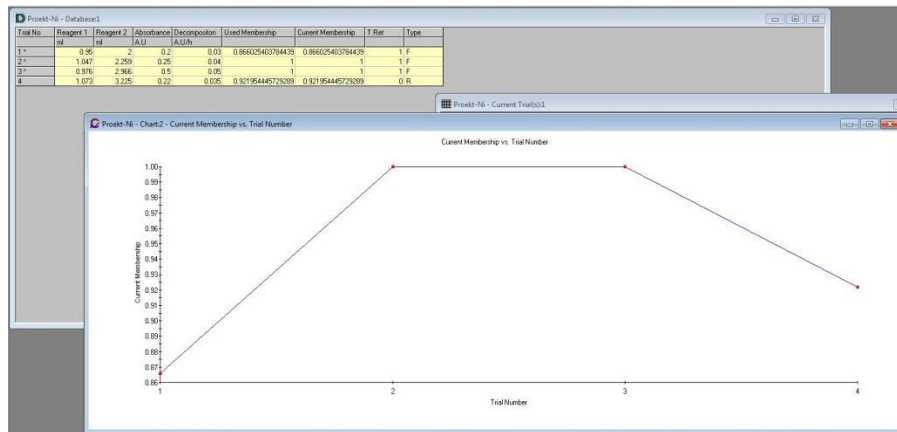 Proekt-Ni - Database:1
Trial No Reagent 1 Reagent 2 Absorbance Decompositon Used Membership Current Membership T Ret Type
ml ml A.U A.U/h
1 * 0.95 2 0.2 0.03 0.866025403784439 0.866025403784439 1 F
2 * 1.047 2.259 0.25 0.04 1 1 1 F
3 * 0.976 2.966 0.5 0.05 1 1 1 F
4 1.073 3.225 0.22 0.035 0.921954445729289 0.921954445729289 0 R
Proekt-Ni - Current Trial(s):1
Proekt-Ni - Chart:2 - Current Membership vs. Trial Number
Current Membership vs. Trial Number
1.00
0.99
0.98
0.97
0.96
0.95
0.94
0.93
0.92
0.91
0.90
0.89
0.88
0.87
0.86
Current Membership
1 2 3 4
Trial Number